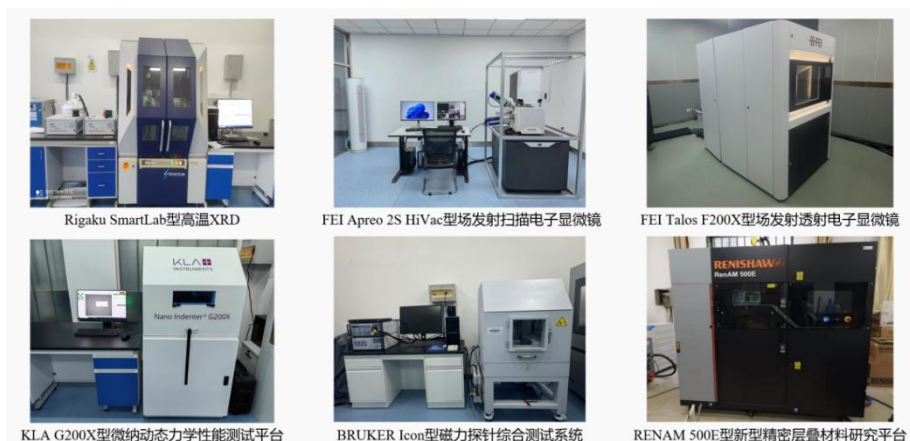 FEI
Rigaku SmartLab型高温XRD
FEI Apreo 2S HiVac型场发射扫描电子显微镜
FEI Talos F200X型场发射透射电子显微镜
KLA
INSTRUMENTS
Nano Indenter® G200X
RENISHAW
RenAM 500E
KLA G200X型微纳动态力学性能测试平台
BRUKER Icon型磁力探针综合测试系统
RENAM 500E型新型精密层叠材料研究平台